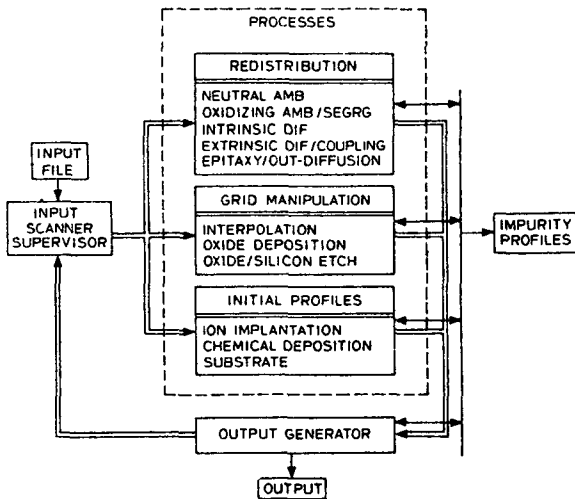 PROCESSES
REDISTRIBUTION
NEUTRAL AMB
OXIDIZING AMB/SEGRG
INTRINSIC DIF
EXTRINSIC DIF/COUPLING
EPITAXY/OUT-DIFFUSION
INPUT
FILE
INPUT
SCANNER
SUPERVISOR
GRID MANIPULATION
INTERPOLATION
OXIDE DEPOSITION
OXIDE/SILICON ETCH
IMPURITY
PROFILES
INITIAL PROFILES
ION IMPLANTATION
CHEMICAL DEPOSITION
SUBSTRATE
OUTPUT GENERATOR
OUTPUT